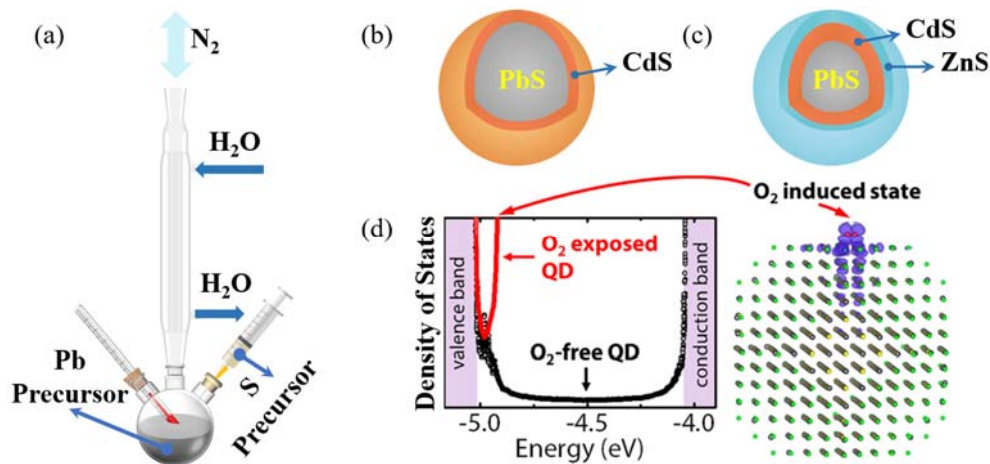 (a)
N2
H2O
H2O
Pb
Precursor
S
Precursor
(b)
PbS
CdS
(c)
PbS
CdS
ZnS
(d)
O2 induced state
Density of States
valence band
O2 exposed
QD
O2-free QD
conduction band
-5.0
-4.5
-4.0
Energy (eV)